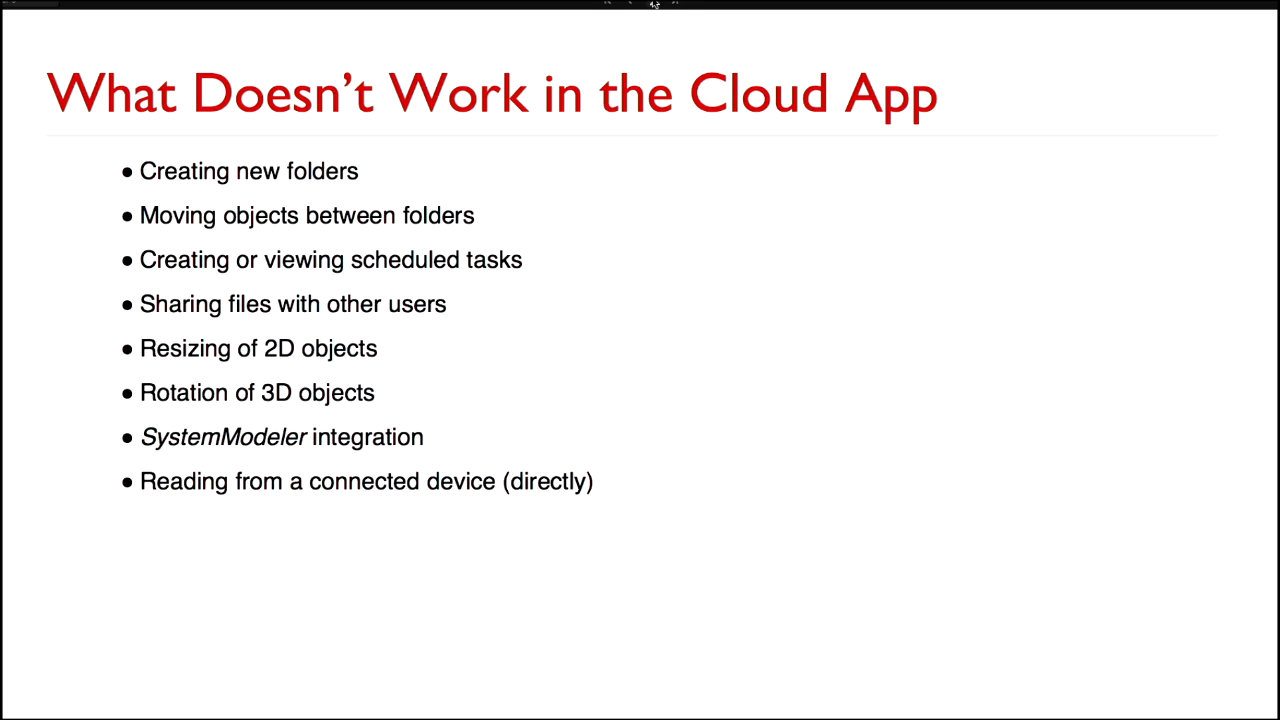 What Doesn’t Work in the Cloud App
● Creating new folders
● Moving objects between folders
● Creating or viewing scheduled tasks
● Sharing files with other users
● Resizing of 2D objects
● Rotation of 3D objects
● SystemModeler integration
● Reading from a connected device (directly)